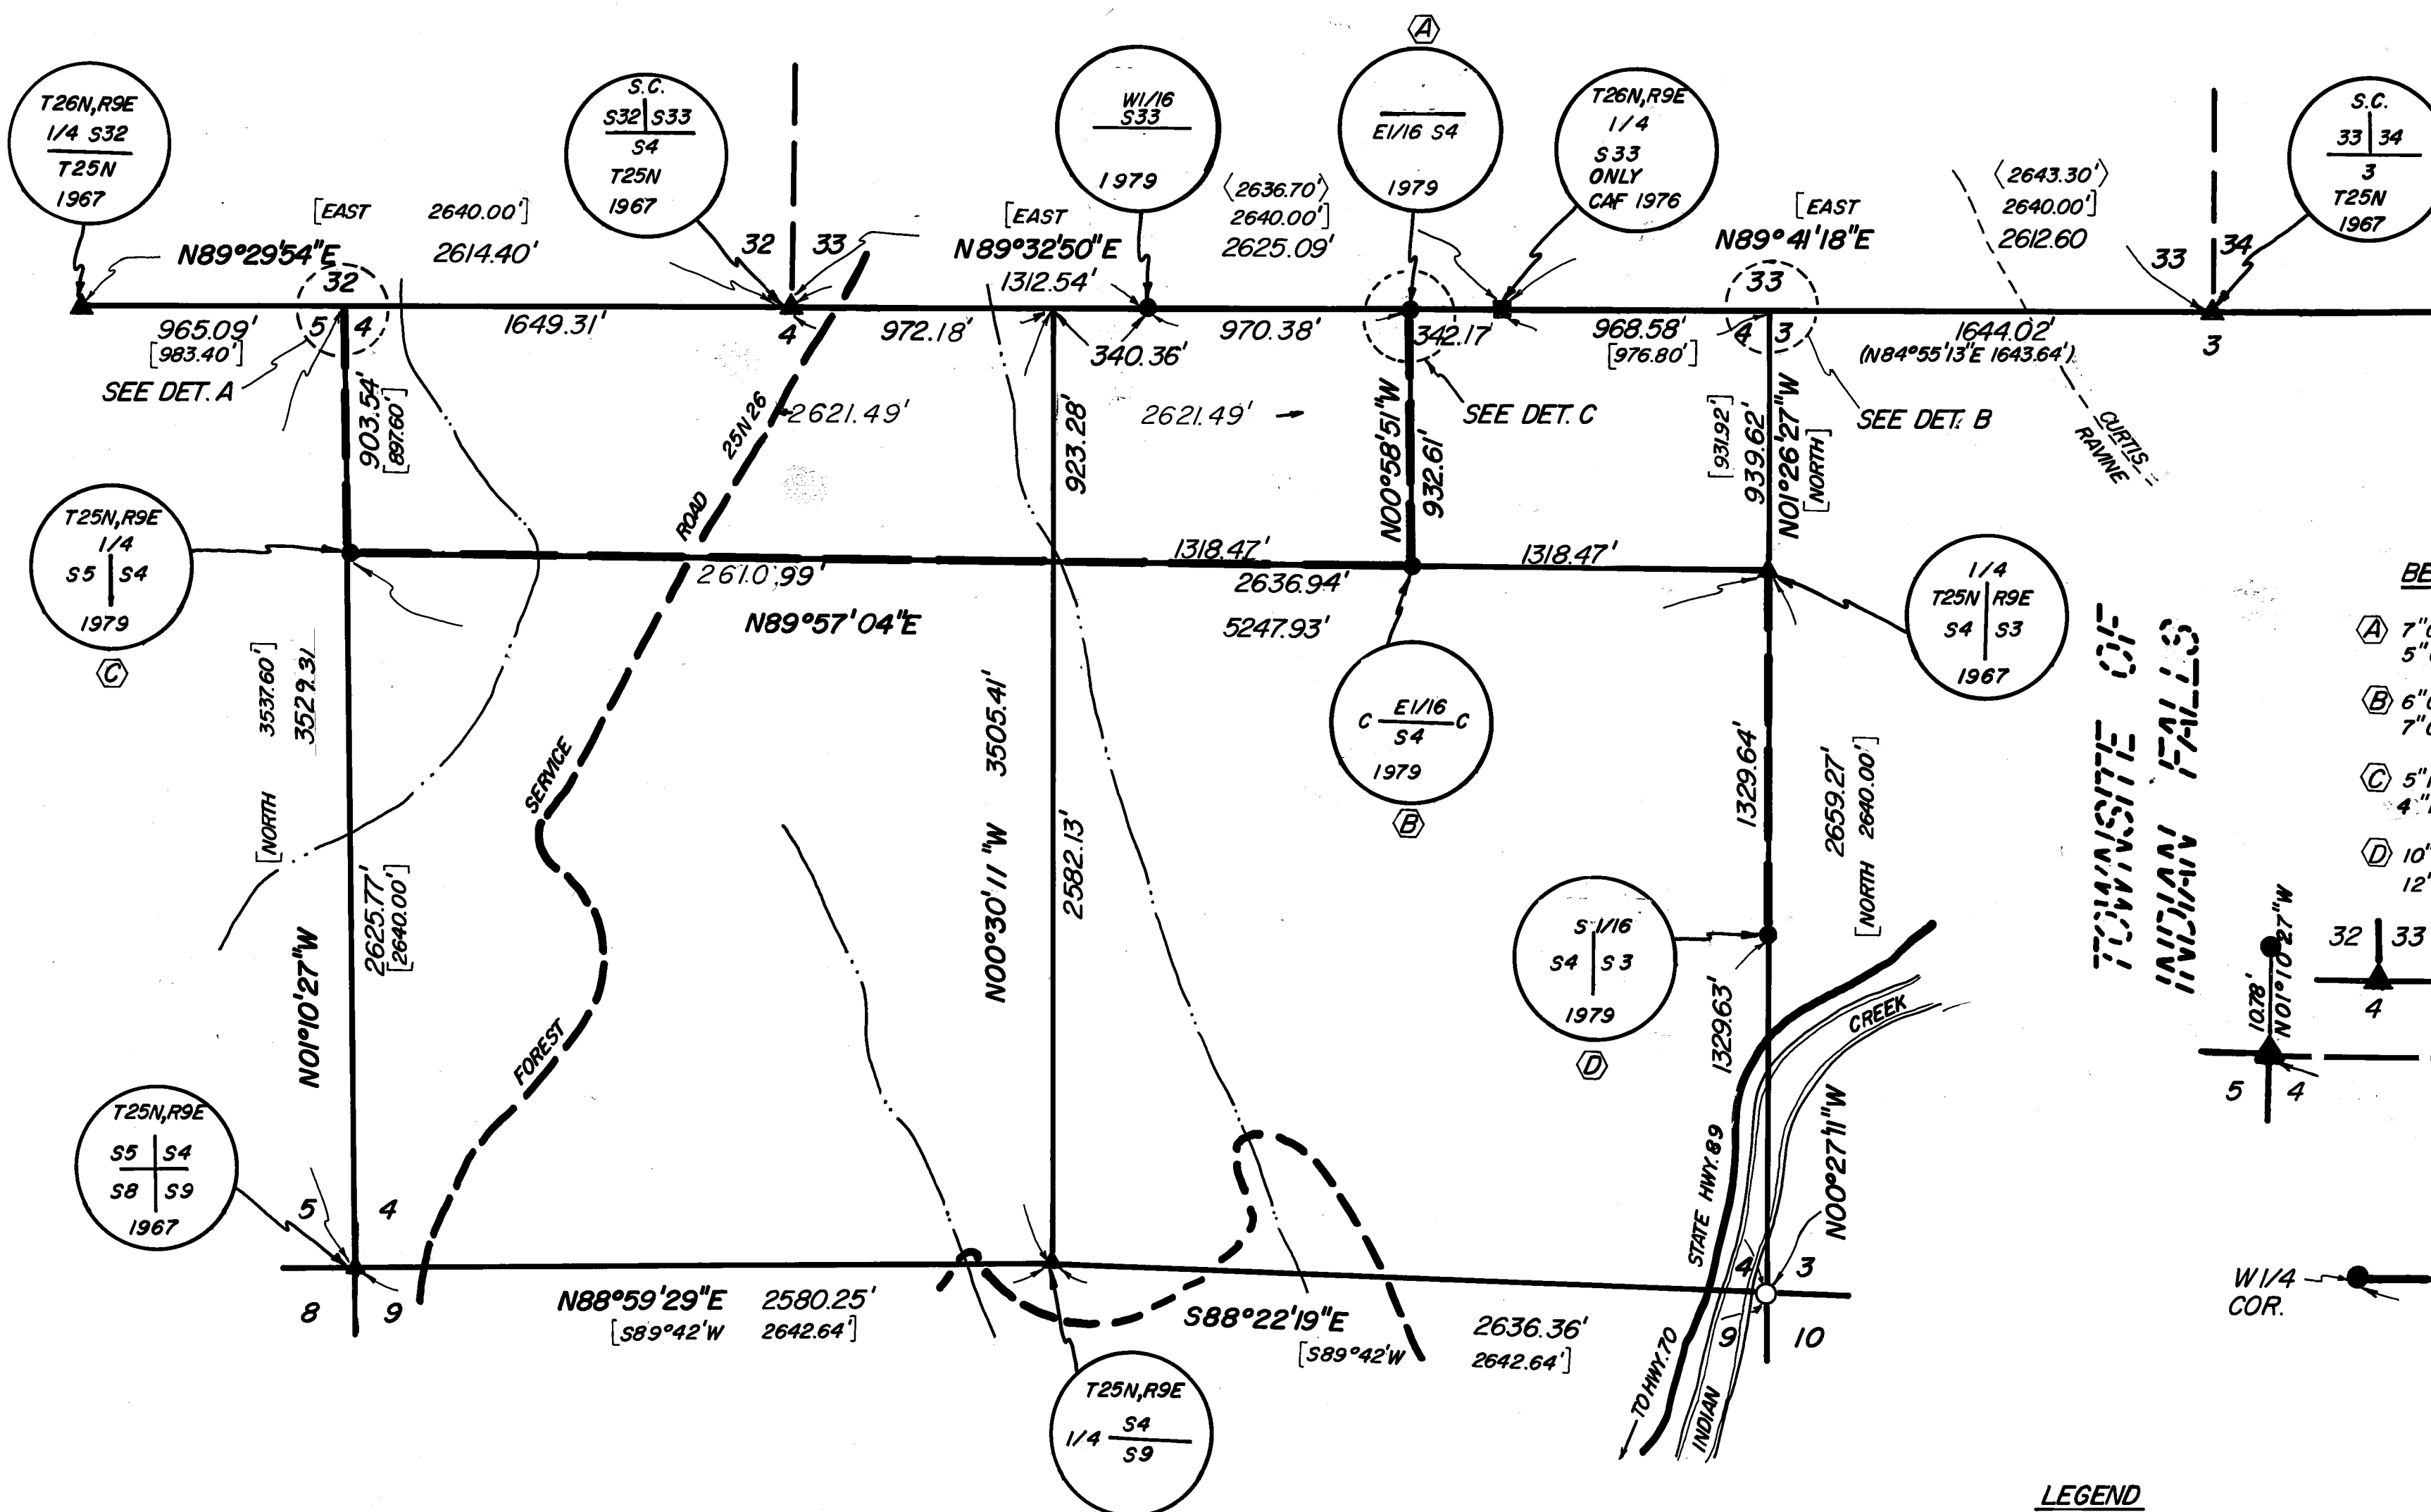 A
T26N,R9E
1/4 S32
T25N
1967
S.C.
S32 S33
S4
T25N
1967
W1/16
S33
1979
E1/16 S4
1979
T26N,R9E
1/4
S33
ONLY
CAF 1976
S.C.
33 34
3
T25N
1967
[EAST 2640.00']
N89°29'54"E 2614.40'
32 33
[EAST
N89°32'50"E
1312.54'
⟨2636.70'⟩
2640.00']
2625.09'
[EAST
N89°41'18"E
⟨2643.30'⟩
2640.00']
2612.60
33 34
32
5 4
965.09'
[983.40']
SEE DET. A
1649.31'
4
972.18'
340.36'
970.38'
342.17
968.58'
[976.80']
33
4 3
1644.02'
(N84°55'13"E 1643.64')
3
903.54'
[897.60']
25N26
2621.49'
2621.49'
923.28'
N00°58'51"W
932.61'
SEE DET. C
[931.92']
939.62'
N01°26'27"W
[NORTH]
SEE DET. B
CURTIS
RAVINE
T25N,R9E
1/4
S5 S4
1979
C
ROAD
2610.99'
1318.47'
1318.47'
2636.94'
N89°57'04"E
5247.93'
1/4
T25N R9E
S4 S3
1967
C E1/16 C
S4
1979
B
[NORTH 3537.60']
3529.31
SERVICE
3505.41'
N00°30'11"W
2582.13'
1329.64'
2659.27'
[NORTH 2640.00']
TOWNSITE OF
INDIAN FALLS
A 7"
5"
B 6"
7"
C 5"
4"
D 10"
12"
2625.77'
[2640.00']
N01°10'27"W
FOREST
S 1/16
S4 S3
1979
D
1329.63'
CREEK
N00°27'11"W
STATE HWY. 89
32 33
4
10.78'
N01°10'27"W
5 4
T25N,R9E
S5 S4
S8 S9
1967
5 4
8 9
N88°59'29"E 2580.25'
[S89°42'W 2642.64']
S88°22'19"E
2636.36'
[S89°42'W 2642.64']
4 3
9 10
TO HWY. 70
INDIAN
W1/4
COR.
T25N,R9E
1/4 S4
S9
LEGEND